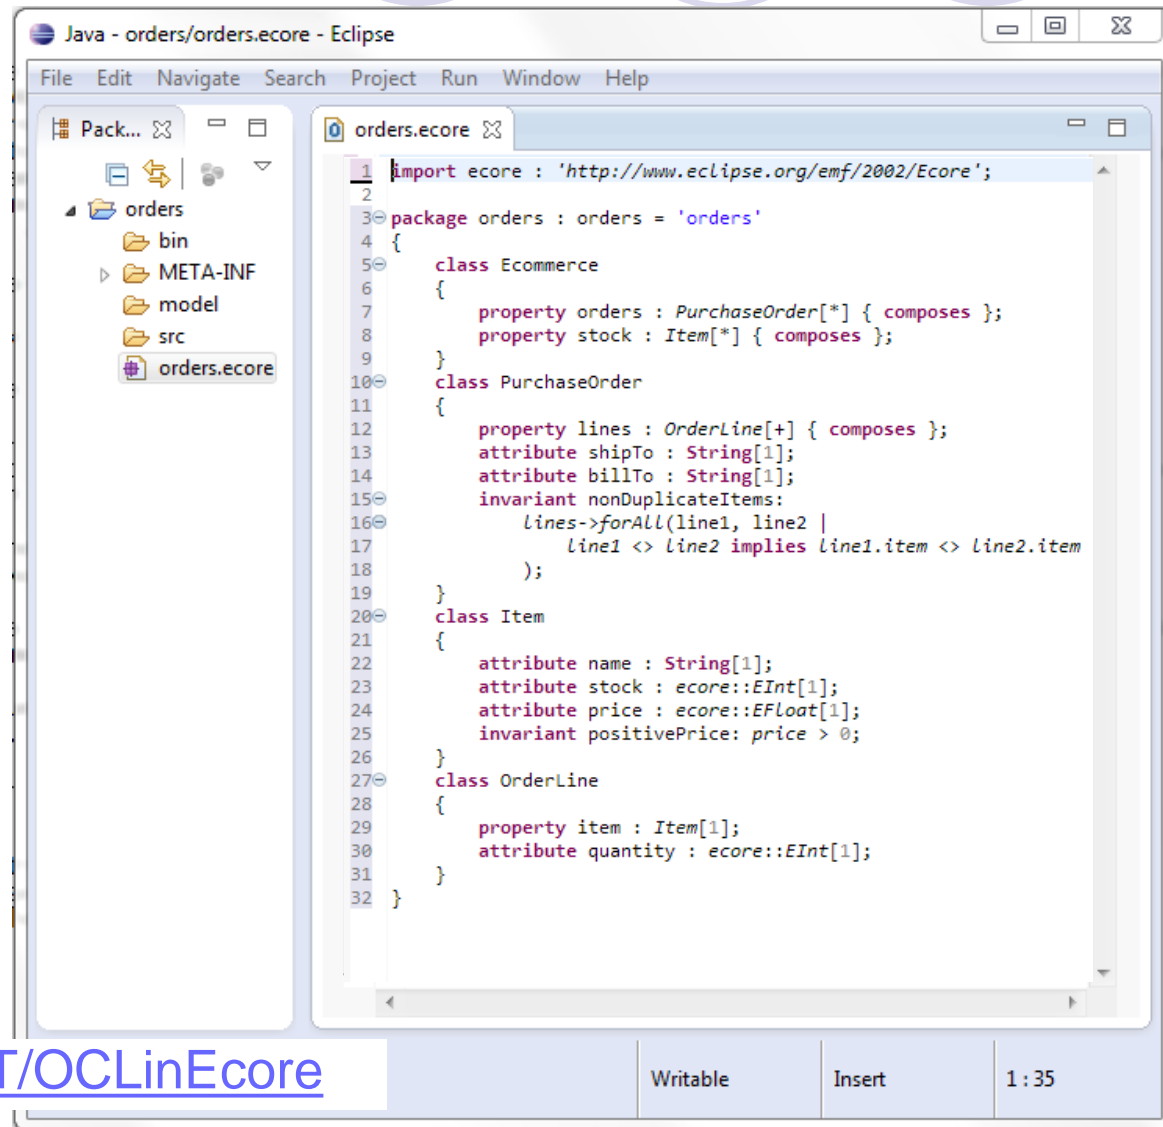 Java - orders/orders.ecore - Eclipse
File Edit Navigate Search Project Run Window Help
Pack...
orders
bin
META-INF
model
src
orders.ecore
orders.ecore
1 import ecore : 'http://www.eclipse.org/emf/2002/Ecore';
2
3 package orders : orders = 'orders'
4 {
5     class Ecommerce
6     {
7         property orders : PurchaseOrder[*] { composes };
8         property stock : Item[*] { composes };
9     }
10     class PurchaseOrder
11     {
12         property lines : OrderLine[+] { composes };
13         attribute shipTo : String[1];
14         attribute billTo : String[1];
15         invariant nonDuplicateItems:
16             lines->forAll(line1, line2 |
17                 line1 <> line2 implies line1.item <> line2.item
18             );
19     }
20     class Item
21     {
22         attribute name : String[1];
23         attribute stock : ecore::EInt[1];
24         attribute price : ecore::EFloat[1];
25         invariant positivePrice: price > 0;
26     }
27     class OrderLine
28     {
29         property item : Item[1];
30         attribute quantity : ecore::EInt[1];
31     }
32 }
T/OCLinEcore
Writable Insert 1 : 35